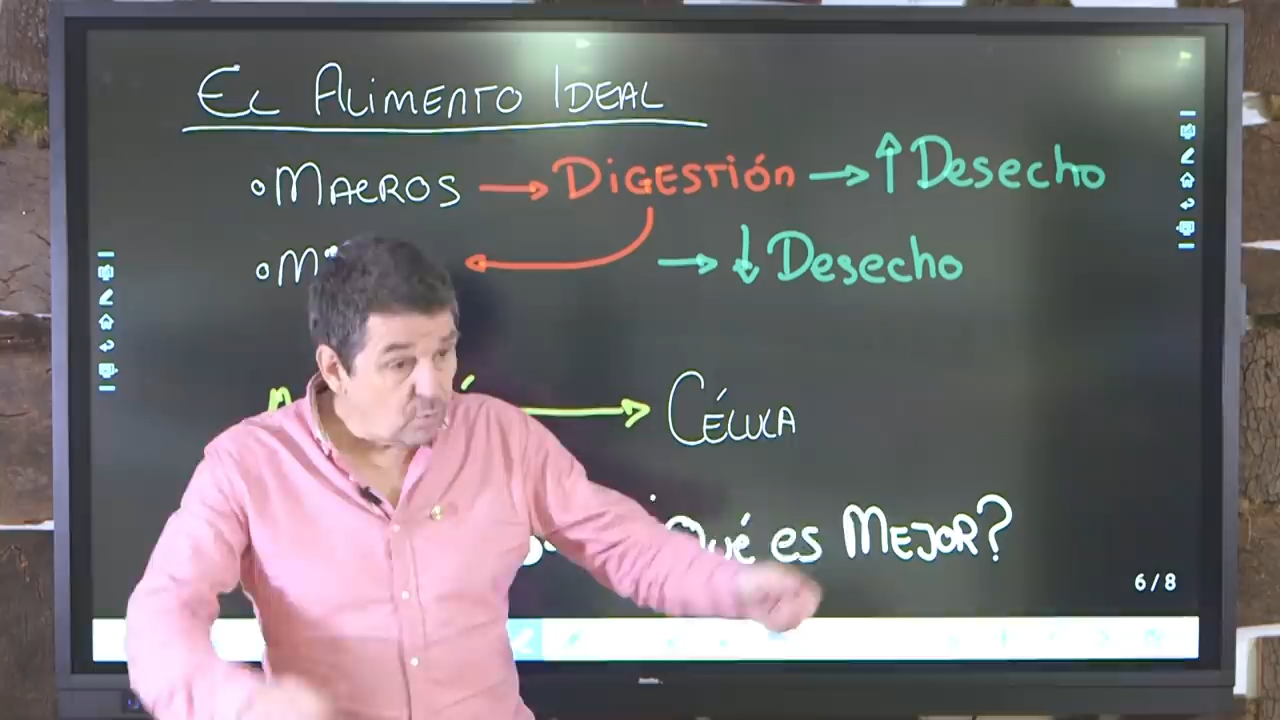 El Alimento Ideal
Macros → Digestión → ↑ Desecho
→ ↓ Desecho
→ Célula
¿Qué es Mejor?
6/8